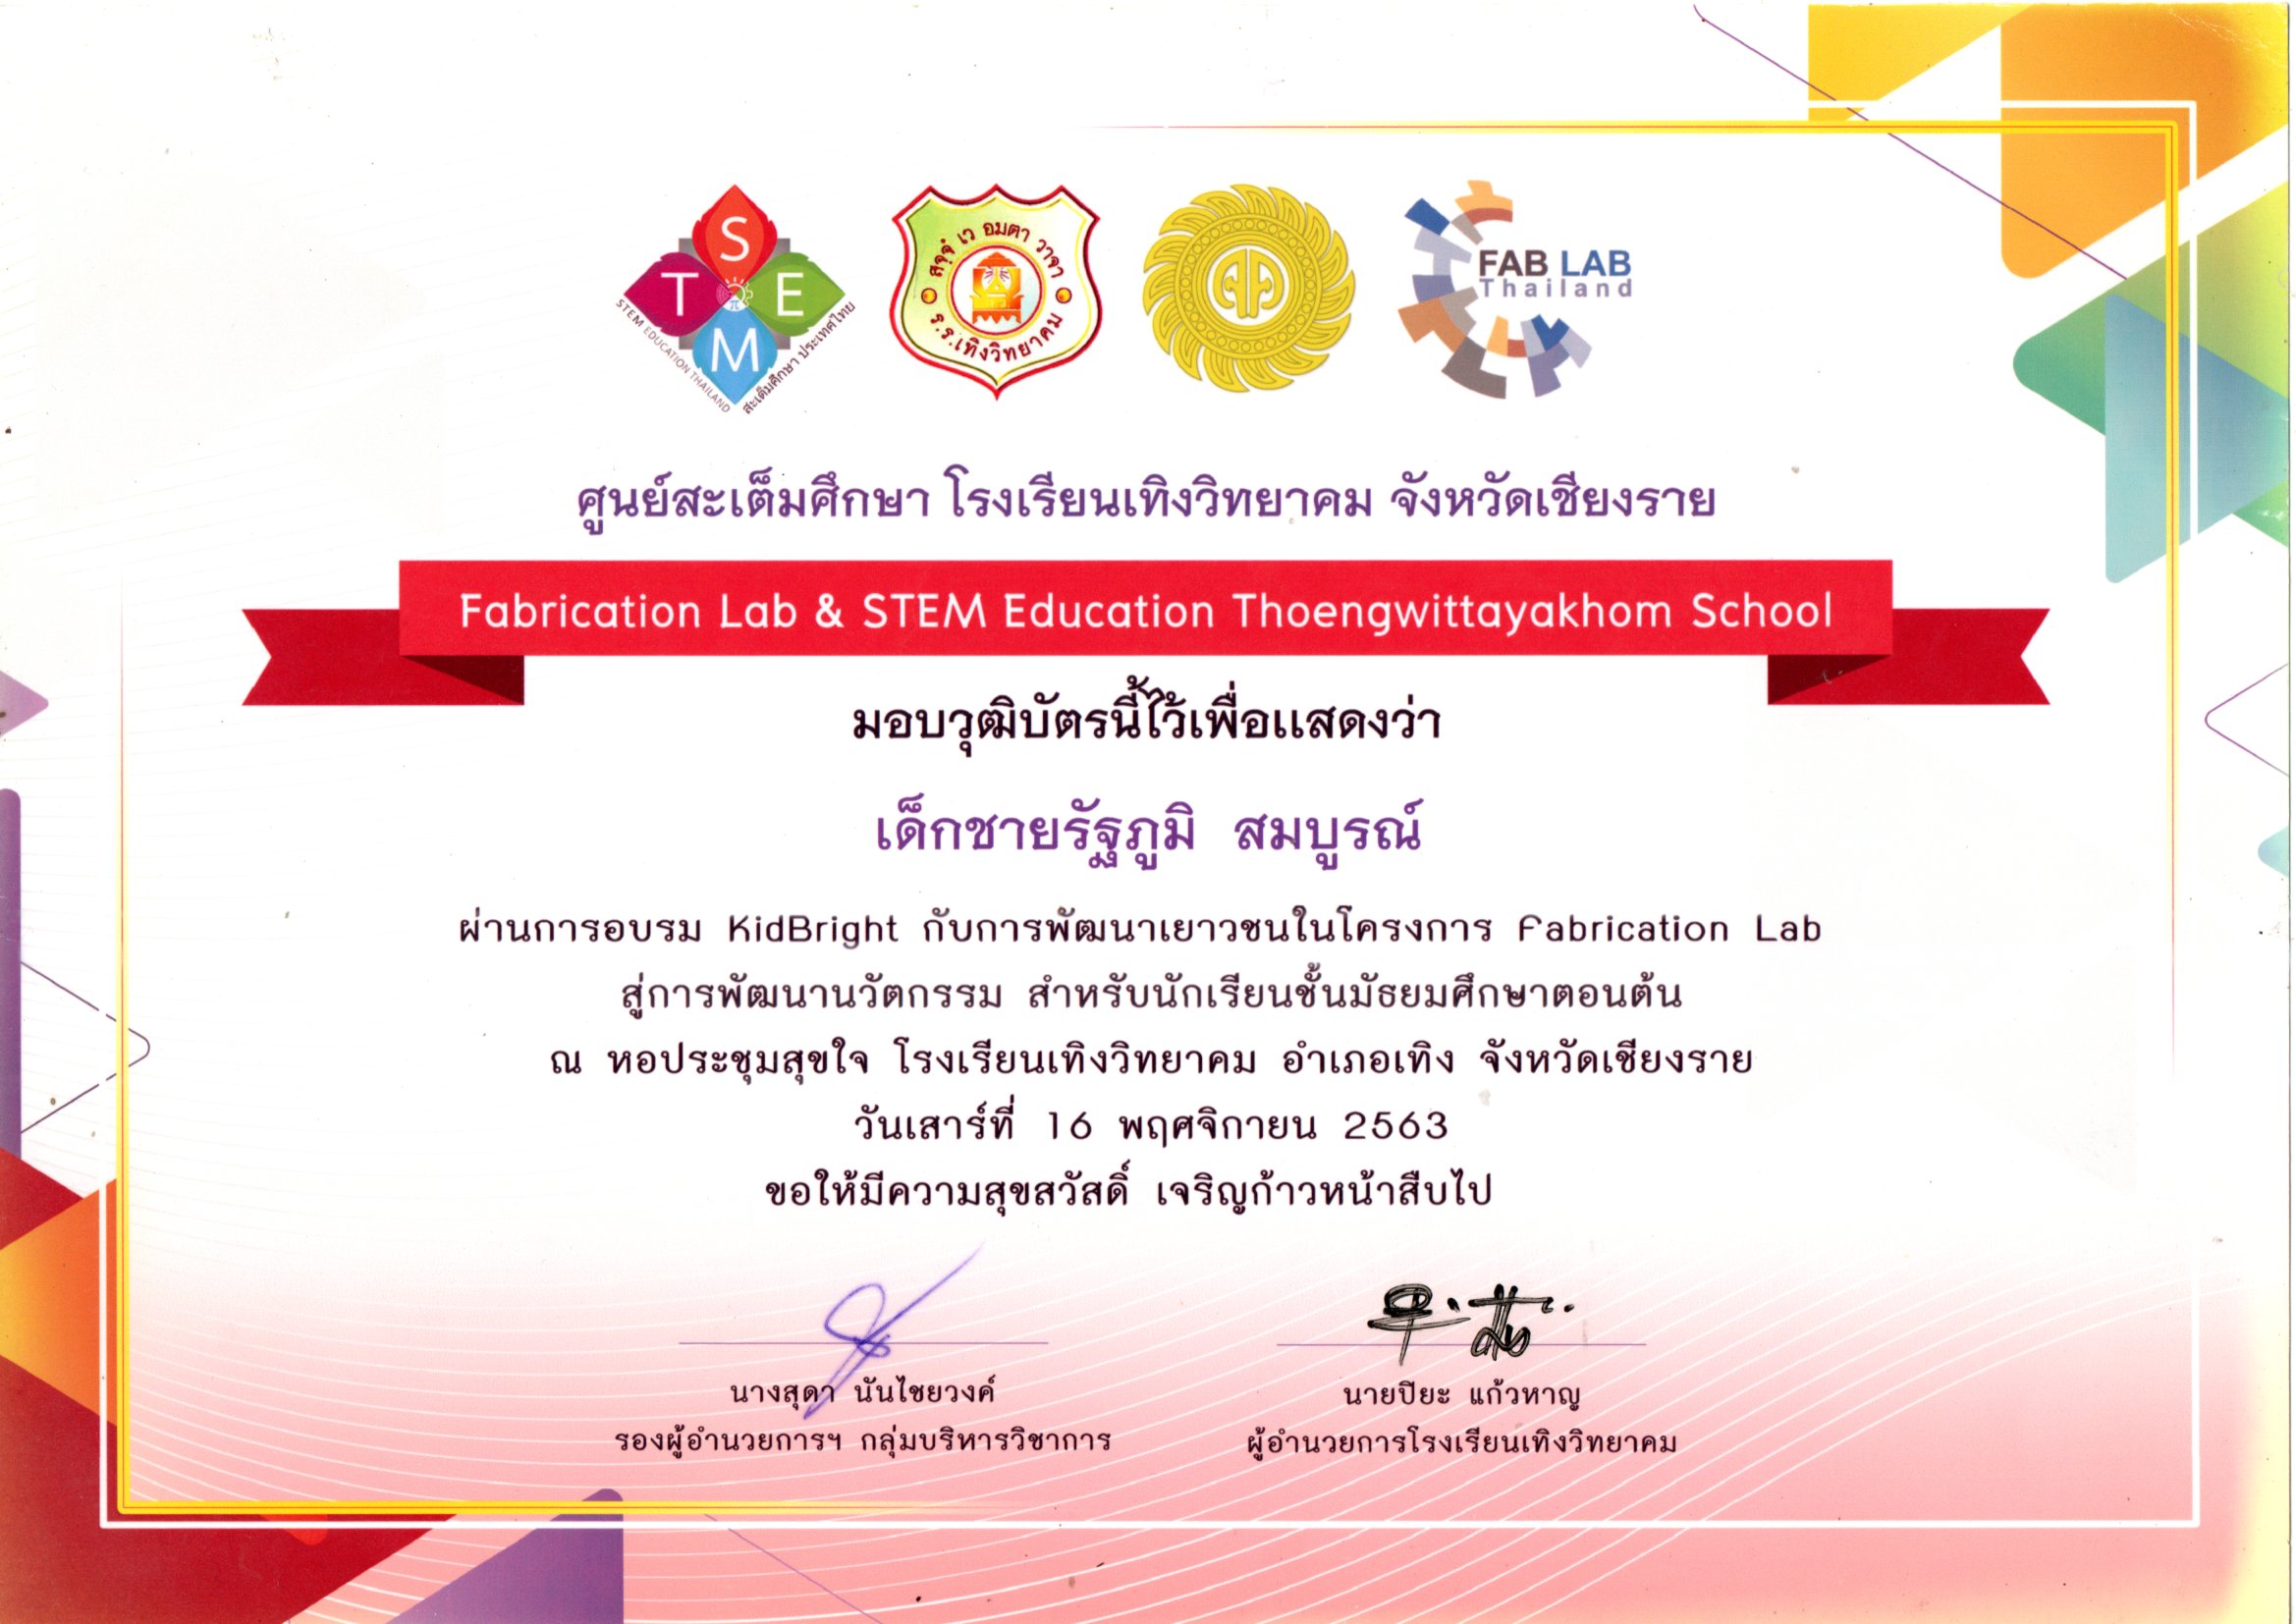 S
T E
M
STEM EDUCATION THAILAND
สะเต็มศึกษา ประเทศไทย
สจฺจํ เว อมตา วาจา
ร.ร.เทิงวิทยาคม
FAB LAB
Thailand
ศูนย์สะเต็มศึกษา โรงเรียนเทิงวิทยาคม จังหวัดเชียงราย
Fabrication Lab & STEM Education Thoengwittayakhom School
มอบวุฒิบัตรนี้ไว้เพื่อแสดงว่า
เด็กชายรัฐภูมิ สมบูรณ์
ผ่านการอบรม KidBright กับการพัฒนาเยาวชนในโครงการ Fabrication Lab
สู่การพัฒนานวัตกรรม สำหรับนักเรียนชั้นมัธยมศึกษาตอนต้น
ณ หอประชุมสุขใจ โรงเรียนเทิงวิทยาคม อำเภอเทิง จังหวัดเชียงราย
วันเสาร์ที่ 16 พฤศจิกายน 2563
ขอให้มีความสุขสวัสดิ์ เจริญก้าวหน้าสืบไป
นางสุดา นันไชยวงค์
รองผู้อำนวยการฯ กลุ่มบริหารวิชาการ
นายปิยะ แก้วหาญ
ผู้อำนวยการโรงเรียนเทิงวิทยาคม